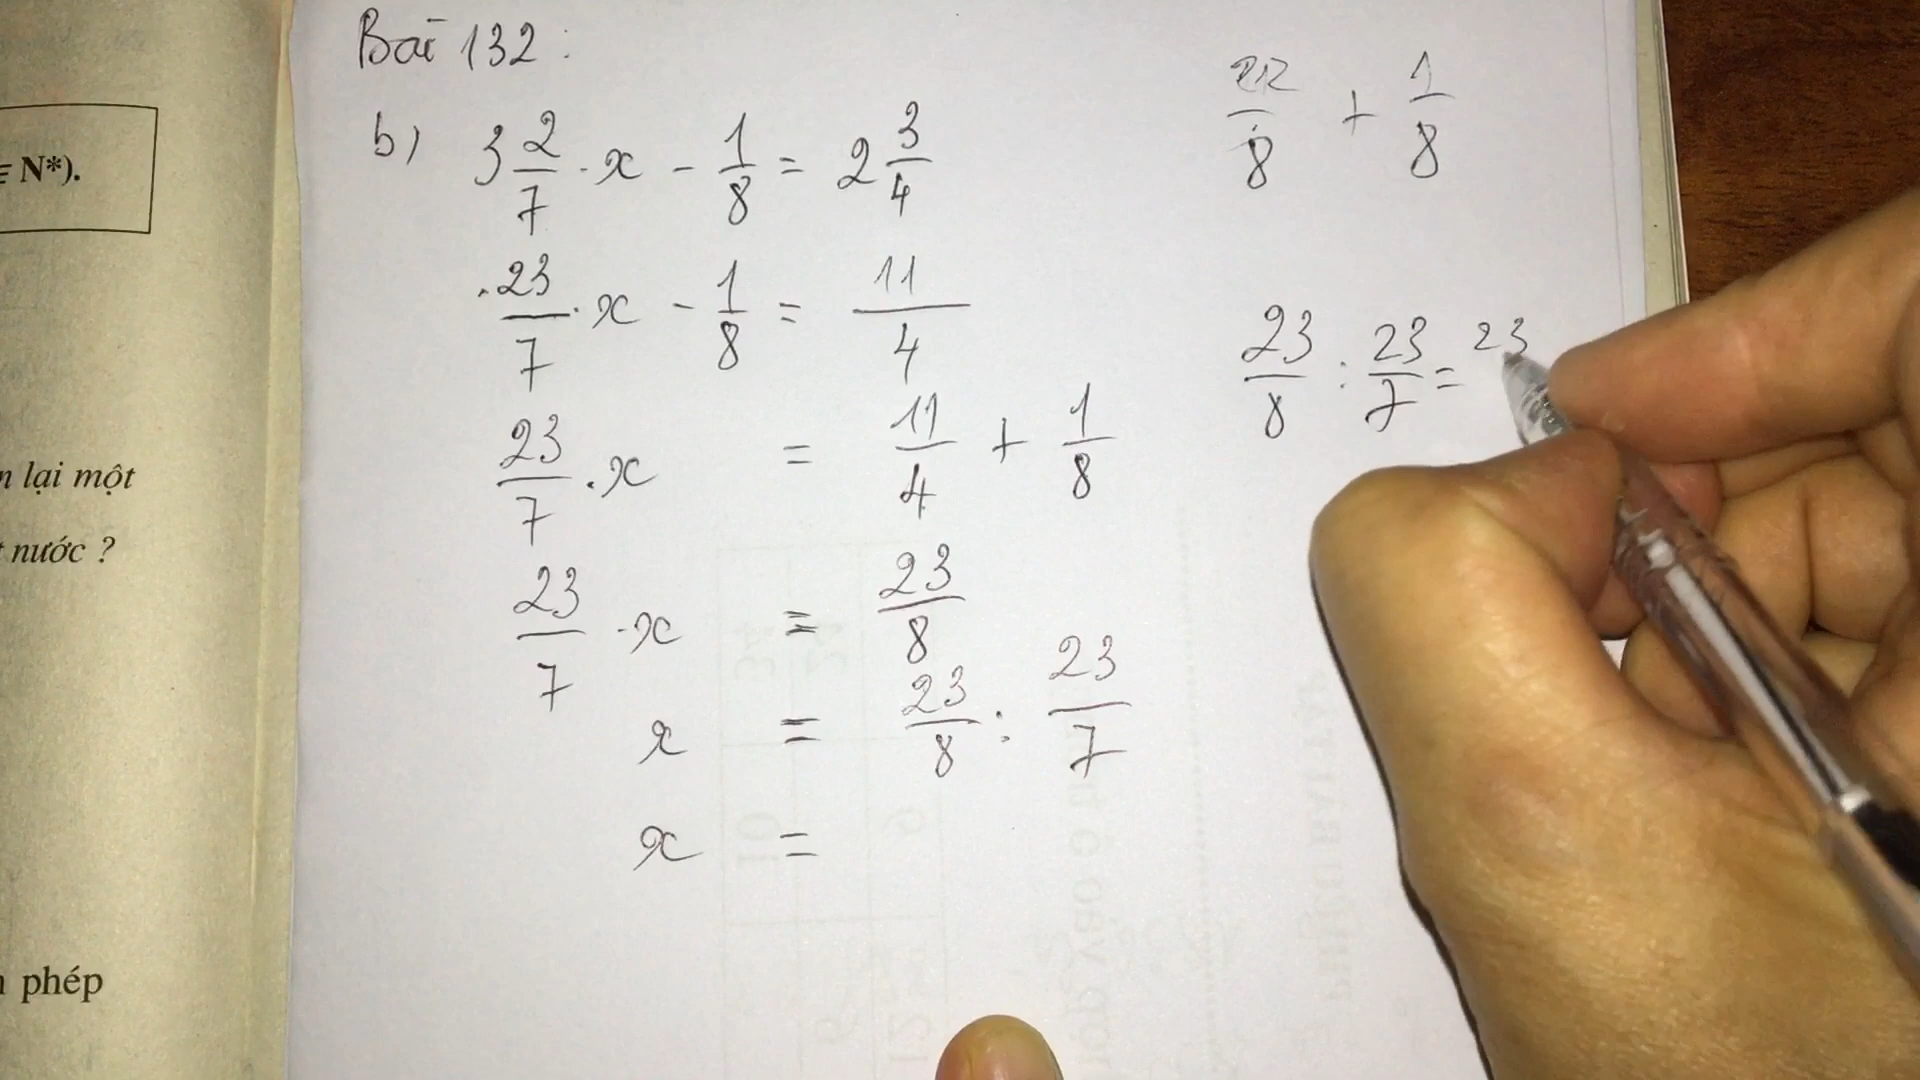 Bài 132:
b) 3 2/7 . x - 1/8 = 2 3/4
23/7 . x - 1/8 = 11/4
23/7 . x = 11/4 + 1/8
23/7 . x = 23/8
x = 23/8 : 23/7
x =
22/8 + 1/8
23/8 : 23/7 = 23
∈ N*).
lại một
nước ?
phép